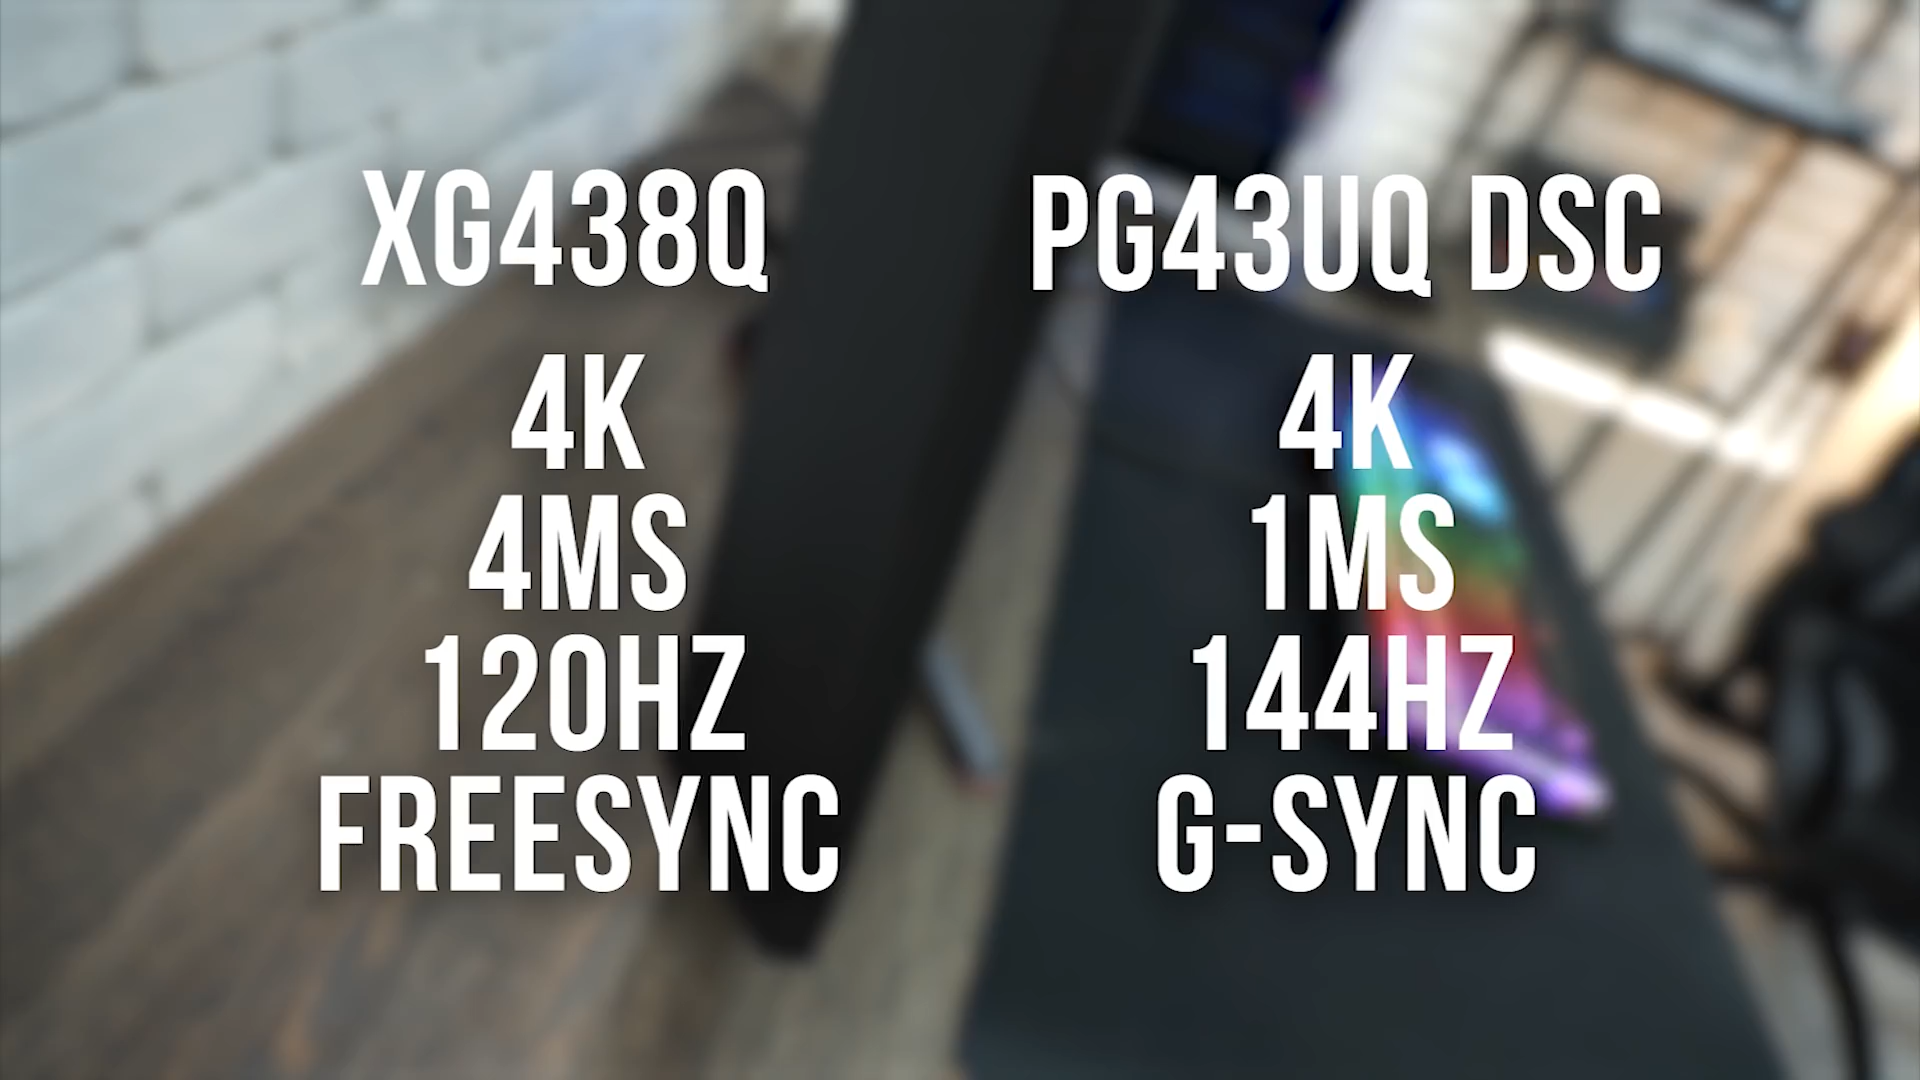 XG438Q
4K
4MS
120HZ
FREESYNC
PG43UQ DSC
4K
1MS
144HZ
G-SYNC